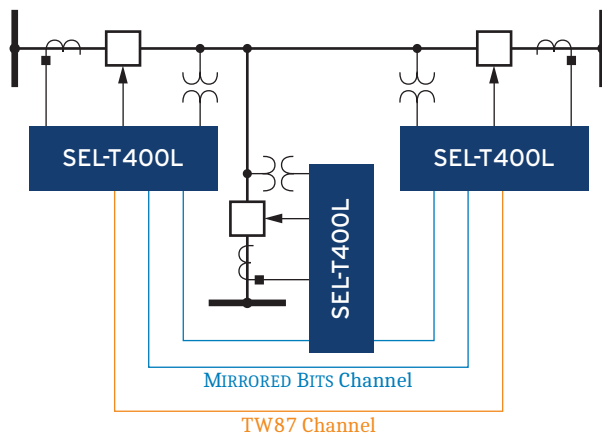 SEL-T400L
SEL-T400L
SEL-T400L
MIRRORED BITS Channel
TW87 Channel